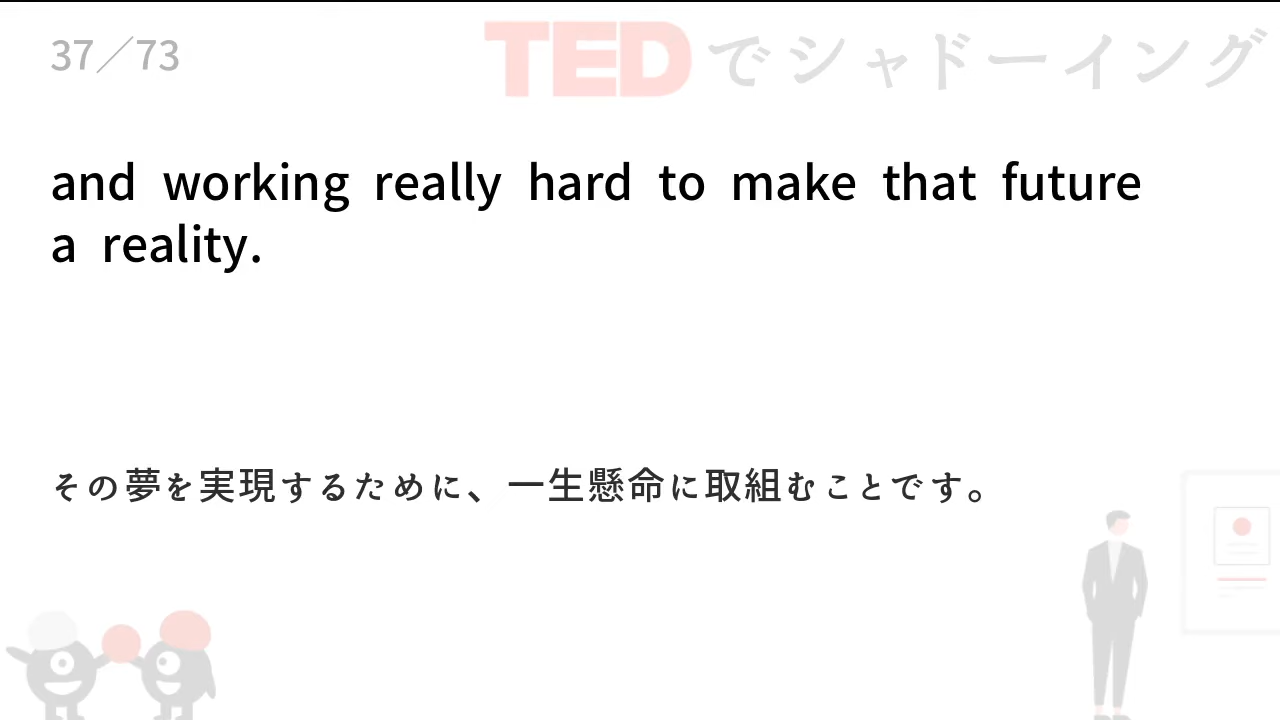 37／73
TEDでシャドーイング
and working really hard to make that future
a reality.
その夢を実現するために、一生懸命に取組むことです。